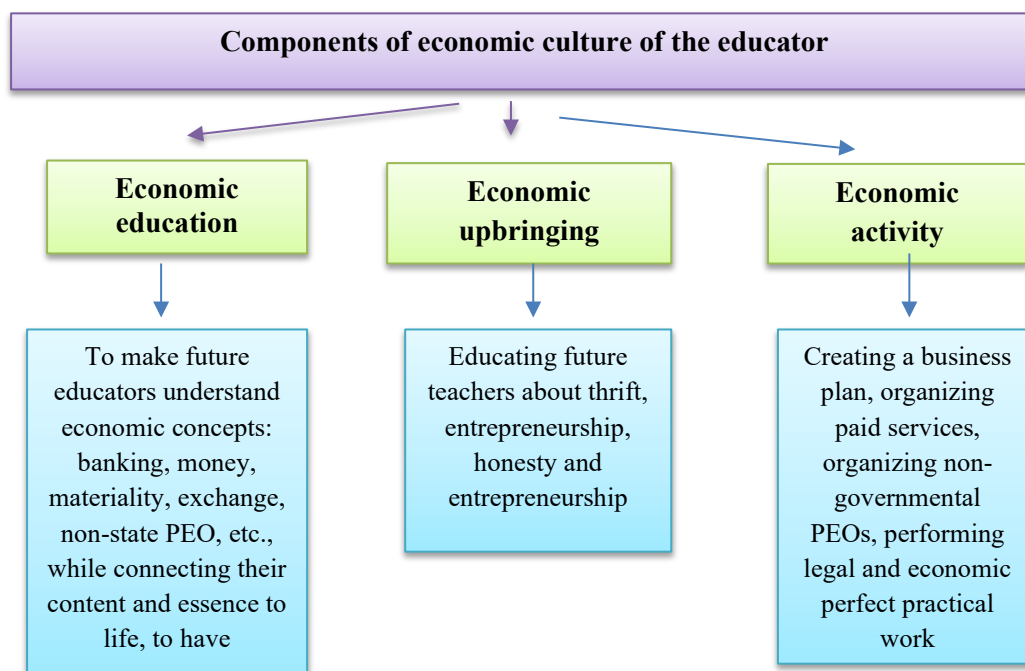 Components of economic culture of the educator
Economic
education
Economic
upbringing
Economic
activity
To make future
educators understand
economic concepts:
banking, money,
materiality, exchange,
non-state PEO, etc.,
while connecting their
content and essence to
life, to have
Educating future
teachers about thrift,
entrepreneurship,
honesty and
entrepreneurship
Creating a business
plan, organizing
paid services,
organizing non-
governmental
PEOs, performing
legal and economic
perfect practical
work